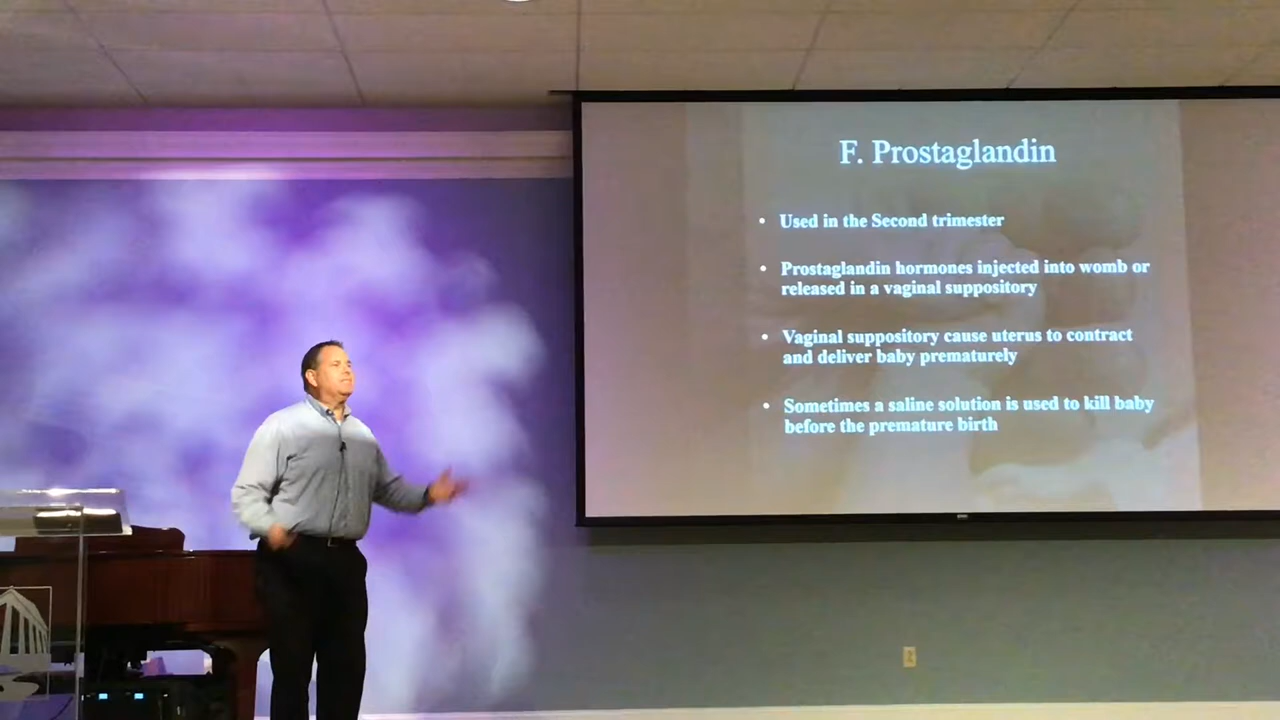 F. Prostaglandin
• Used in the Second trimester
• Prostaglandin hormones injected into womb or
released in a vaginal suppository
• Vaginal suppository cause uterus to contract
and deliver baby prematurely
• Sometimes a saline solution is used to kill baby
before the premature birth